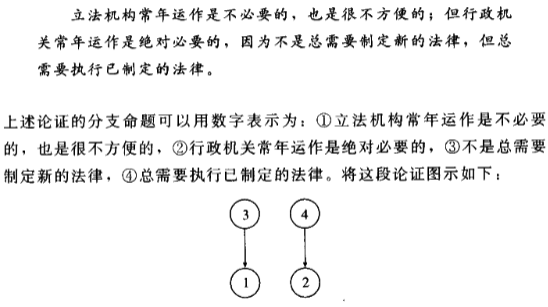 立法机构常年运作是不必要的，也是很不方便的；但行政机
关常年运作是绝对必要的，因为不是总需要制定新的法律，但总
需要执行已制定的法律。
上述论证的分支命题可以用数字表示为：①立法机构常年运作是不必要
的，也是很不方便的，②行政机关常年运作是绝对必要的，③不是总需要
制定新的法律，④总需要执行已制定的法律。将这段论证图示如下：
3 4
1 2